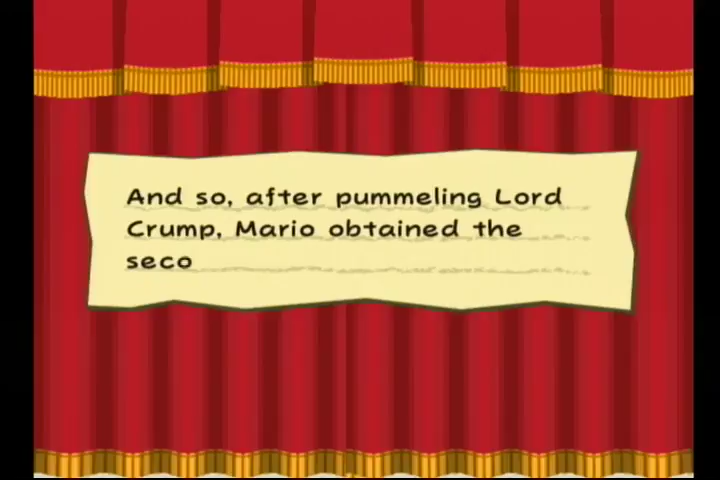 And so, after pummeling Lord
Crump, Mario obtained the
seco